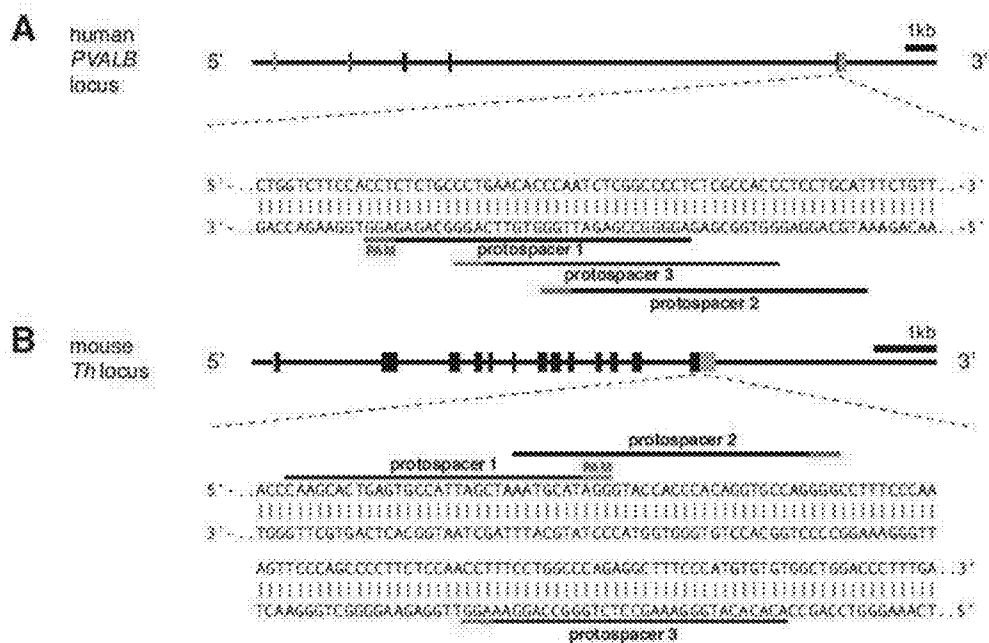 A
human
PVALB
locus
5'
1kb
3'
5'-...CTGGTCTTCCACCTCTCTGCCCTGAACACCCAATCTCGGCCCCTCTCGCCACCCTCCTGCATTTCTGTT...-3'
3'-...GACCAGAAGGTGGAGAGACGGGACTTGTGGGTTAGAGCCGGGGAGAGCGGTGGGAGGACGTAAAGACAA...-5'
PAM
protospacer 1
protospacer 3
protospacer 2
B
mouse
Th locus
5'
1kb
3'
protospacer 2
protospacer 1
PAM
5'-...ACCCAAGCACTGAGTGCCATTAGCTAAATGCATAGGGTACCACCCACAGGTGCCAGGGGCCTTTCCCAA
3'-...TGGGTTCGTGACTCACGGTAATCGATTTACGTATCCCATGGTGGGTGTCCACGGTCCCCGGAAAGGGTT
AGTTCCCAGCCCCTTCTCCAACCTTTCCTGGCCCAGAGGCTTTCCCATGTGTGTGGCTGGACCCTTTGA...3'
TCAAGGGTCGGGGAAGAGGTTGGAAAGGACCGGGTCTCCGAAAGGGTACACACACCGACCTGGGAAACT...5'
protospacer 3